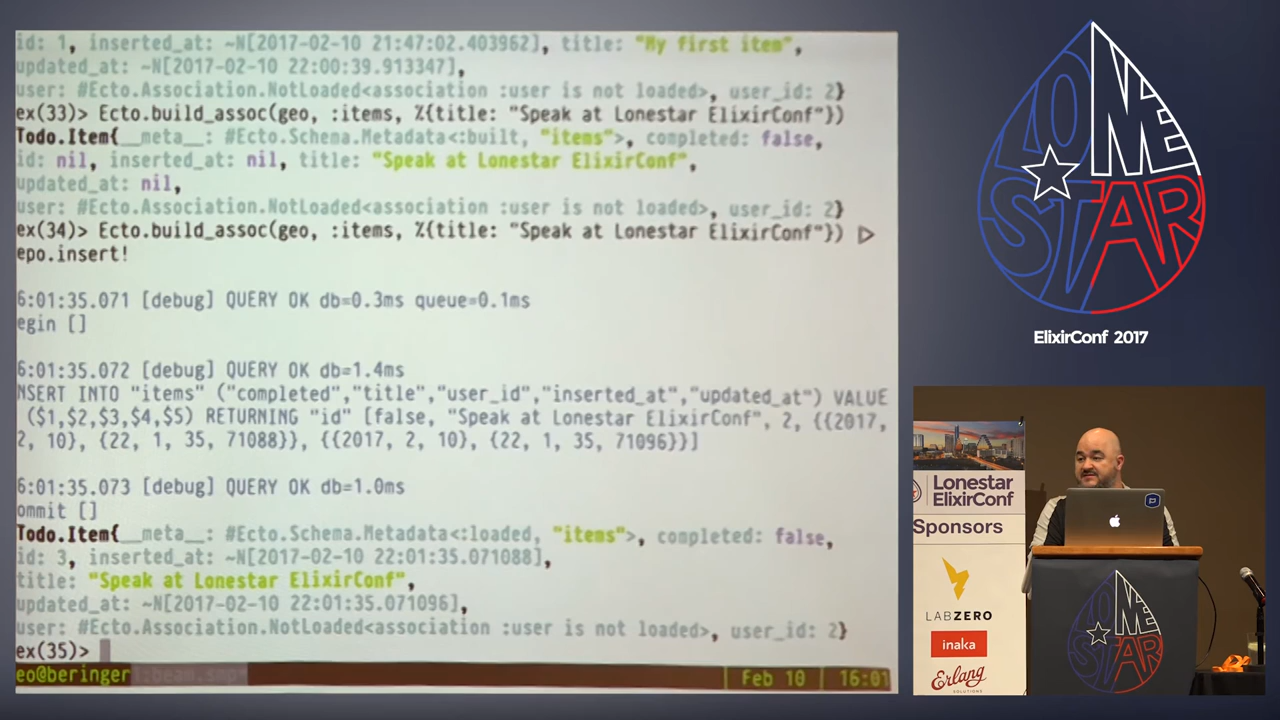 id: 1, inserted_at: ~N[2017-02-10 21:47:02.403962], title: "My first item",
updated_at: ~N[2017-02-10 22:00:39.913347],
user: #Ecto.Association.NotLoaded<association :user is not loaded>, user_id: 2}
ex(33)> Ecto.build_assoc(geo, :items, %{title: "Speak at Lonestar ElixirConf"})
Todo.Item{__meta__: #Ecto.Schema.Metadata<:built, "items">, completed: false,
id: nil, inserted_at: nil, title: "Speak at Lonestar ElixirConf",
updated_at: nil,
user: #Ecto.Association.NotLoaded<association :user is not loaded>, user_id: 2}
ex(34)> Ecto.build_assoc(geo, :items, %{title: "Speak at Lonestar ElixirConf"}) ▷
epo.insert!
6:01:35.071 [debug] QUERY OK db=0.3ms queue=0.1ms
egin []
6:01:35.072 [debug] QUERY OK db=1.4ms
NSERT INTO "items" ("completed","title","user_id","inserted_at","updated_at") VALUE
($1,$2,$3,$4,$5) RETURNING "id" [false, "Speak at Lonestar ElixirConf", 2, {{2017,
2, 10}, {22, 1, 35, 71088}}, {{2017, 2, 10}, {22, 1, 35, 71096}}]
6:01:35.073 [debug] QUERY OK db=1.0ms
ommit []
Todo.Item{__meta__: #Ecto.Schema.Metadata<:loaded, "items">, completed: false,
id: 3, inserted_at: ~N[2017-02-10 22:01:35.071088],
title: "Speak at Lonestar ElixirConf",
updated_at: ~N[2017-02-10 22:01:35.071096],
user: #Ecto.Association.NotLoaded<association :user is not loaded>, user_id: 2}
ex(35)>
eo@beringer 1:beam.smp* Feb 10 16:01
LONE
STAR
ElixirConf 2017
Lonestar
ElixirConf
Sponsors
LABZERO
inaka
Erlang
SOLUTIONS
LONE
STAR